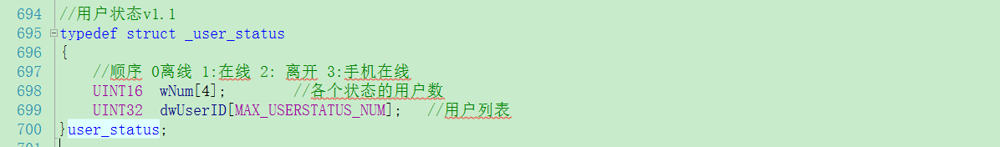 694 //用户状态v1.1
695 typedef struct _user_status
696 {
697 //顺序 0离线 1:在线 2: 离开 3:手机在线
698 UINT16 wNum[4]; //各个状态的用户数
699 UINT32 dwUserID[MAX_USERSTATUS_NUM]; //用户列表
700 }user_status;
701